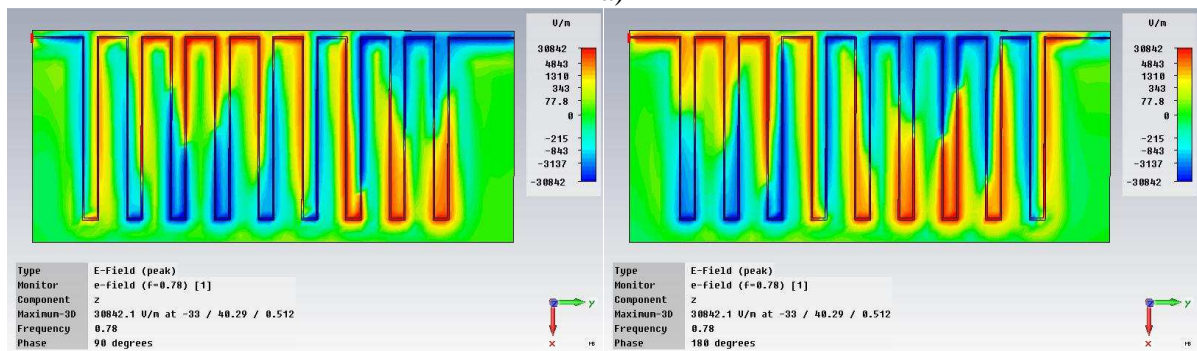 V/m
30842
4843
1310
343
77.8
0
-215
-843
-3137
-30842
Type E-Field (peak)
Monitor e-field (f=0.78) [1]
Component z
Maximum-3D 30842.1 V/m at -33 / 40.29 / 0.512
Frequency 0.78
Phase 90 degrees
z
y
x
V/m
30842
4843
1310
343
77.8
0
-215
-843
-3137
-30842
Type E-Field (peak)
Monitor e-field (f=0.78) [1]
Component z
Maximum-3D 30842.1 V/m at -33 / 40.29 / 0.512
Frequency 0.78
Phase 180 degrees
z
y
x